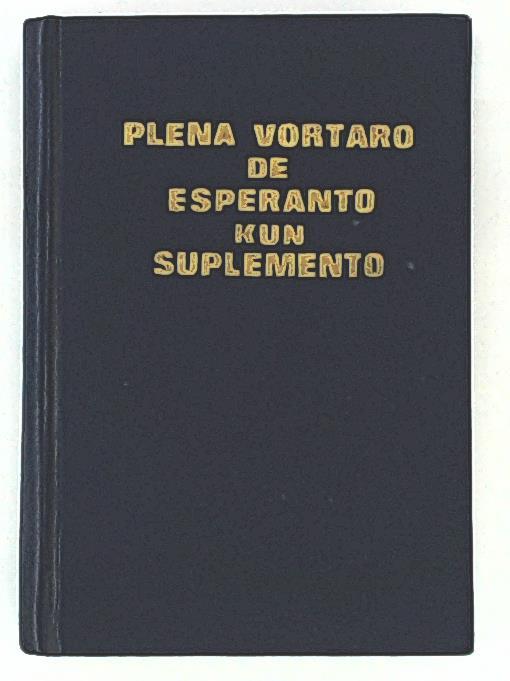 PLENA VORTARO
DE
ESPERANTO
KUN
SUPLEMENTO